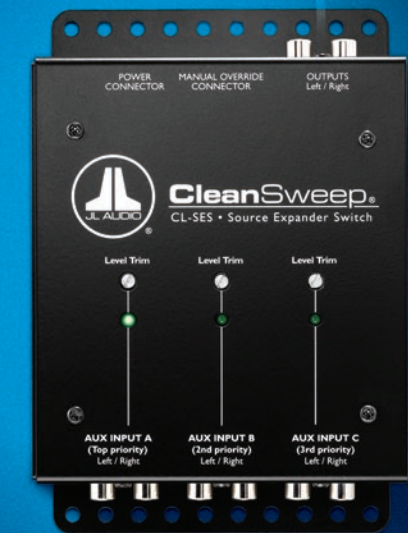 POWER
CONNECTOR
MANUAL OVERRIDE
CONNECTOR
OUTPUTS
Left / Right
JL AUDIO ®
CleanSweep®
CL-SES • Source Expander Switch
Level Trim
Level Trim
Level Trim
AUX INPUT A
(Top priority)
Left / Right
AUX INPUT B
(2nd priority)
Left / Right
AUX INPUT C
(3rd priority)
Left / Right